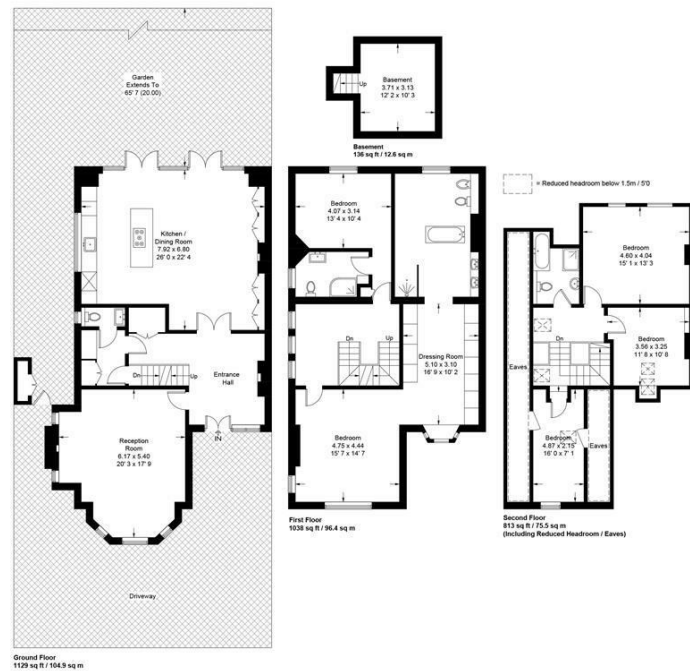 Garden
Extends To
65' 7 (20.00)
Kitchen /
Dining Room
7.92 x 6.80
26' 0 x 22' 4
Dn
Up
Entrance
Hall
IN
Reception
Room
6.17 x 5.40
20' 3 x 17' 9
Driveway
Ground Floor
1129 sq ft / 104.9 sq m
Up
Basement
3.71 x 3.13
12' 2 x 10' 3
Basement
136 sq ft / 12.6 sq m
Bedroom
4.07 x 3.14
13' 4 x 10' 4
Dn
Up
Dressing Room
5.10 x 3.10
16' 9 x 10' 2
Bedroom
4.75 x 4.44
15' 7 x 14' 7
First Floor
1038 sq ft / 96.4 sq m
= Reduced headroom below 1.5m / 5'0
Bedroom
4.60 x 4.04
15' 1 x 13' 3
Bedroom
3.56 x 3.25
11' 8 x 10' 8
Dn
Eaves
Bedroom
4.87 x 2.15
16' 0 x 7' 1
Eaves
Second Floor
813 sq ft / 75.5 sq m
(Including Reduced Headroom / Eaves)